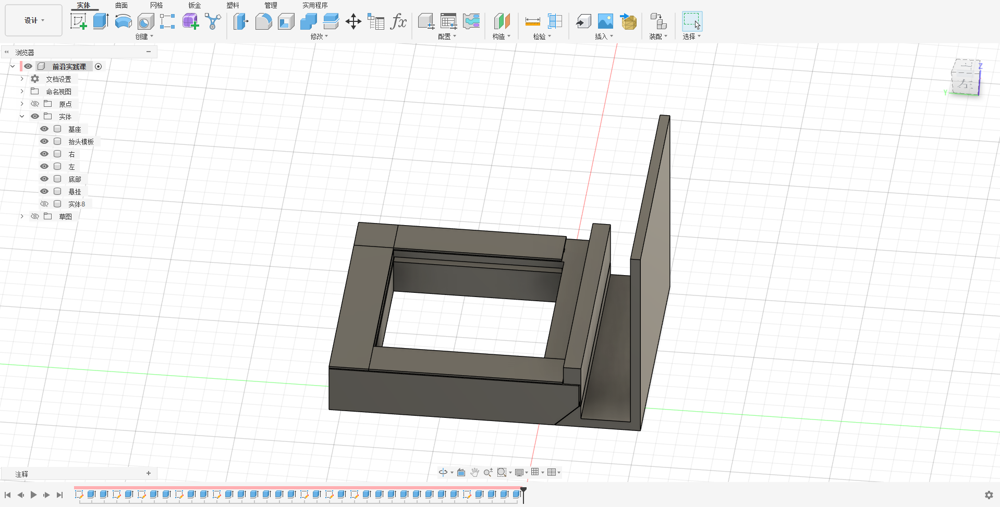 实体 曲面 网格 钣金 塑料 管理 实用程序
设计
fx
创建 修改 配置 构造 检验 插入 装配 选择
浏览器
前沿实践课
文档设置
命名视图
原点
实体
基座
抬头模板
右
左
底部
悬挂
实体8
草图
上
Z
左
Y
注释